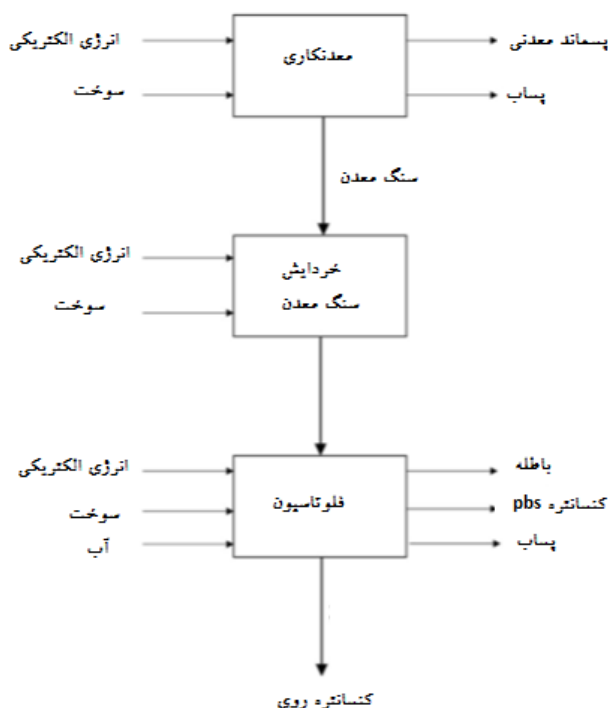 انرژی الکتریکی
سوخت
معدنکاری
پسماند معدنی
پساب
سنگ معدن
انرژی الکتریکی
سوخت
خردایش
سنگ معدن
انرژی الکتریکی
سوخت
آب
فلوتاسیون
باطله
کنسانتره pbs
پساب
کنسانتره روی